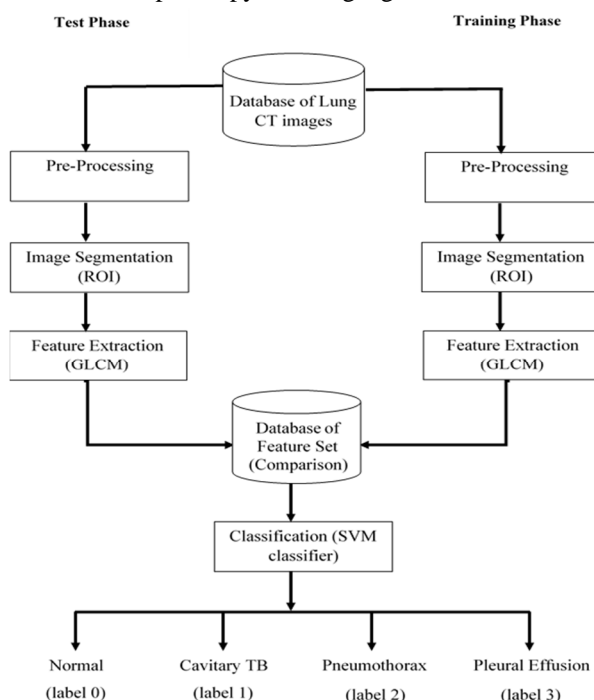 Test Phase
Training Phase
Database of Lung
CT images
Pre-Processing
Pre-Processing
Image Segmentation
(ROI)
Image Segmentation
(ROI)
Feature Extraction
(GLCM)
Feature Extraction
(GLCM)
Database of
Feature Set
(Comparison)
Classification (SVM
classifier)
Normal
(label 0)
Cavitary TB
(label 1)
Pneumothorax
(label 2)
Pleural Effusion
(label 3)